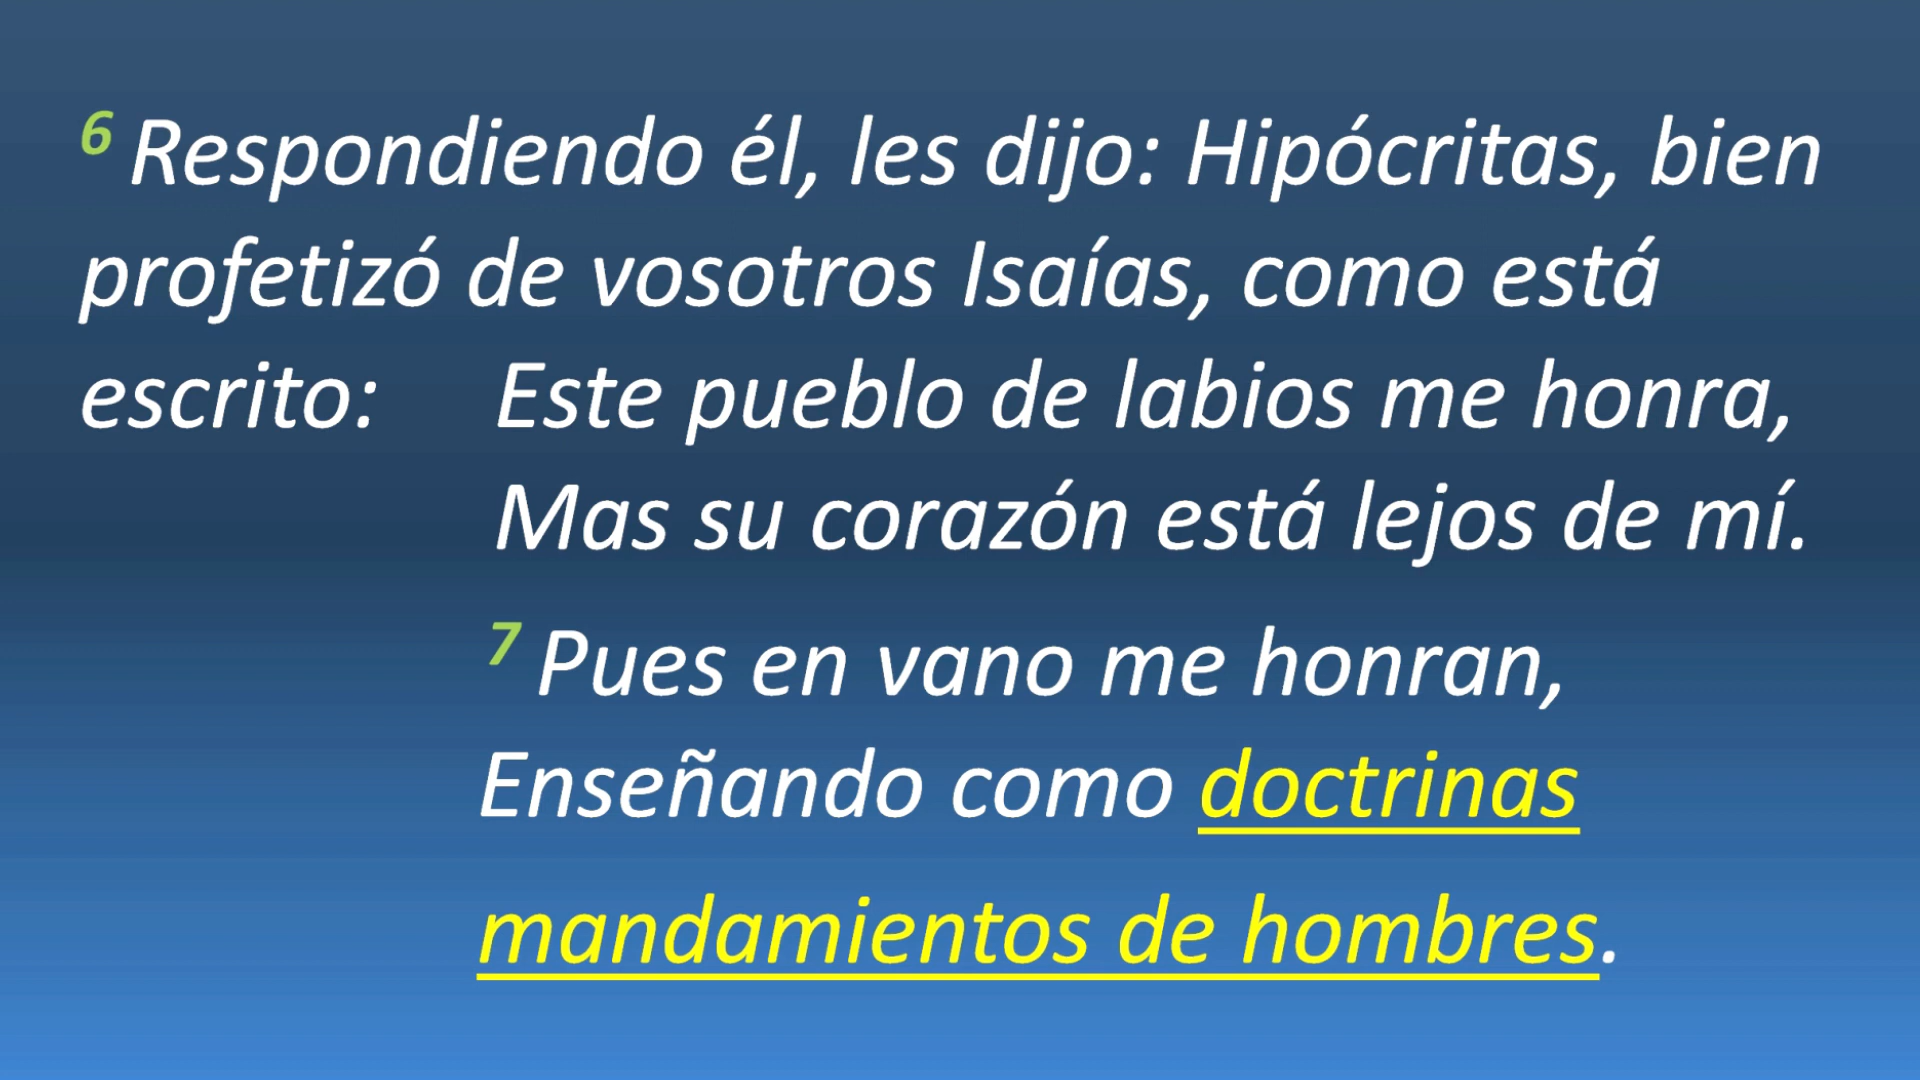 6 Respondiendo él, les dijo: Hipócritas, bien
profetizó de vosotros Isaías, como está
escrito: Este pueblo de labios me honra,
Mas su corazón está lejos de mí.
7 Pues en vano me honran,
Enseñando como doctrinas
mandamientos de hombres.